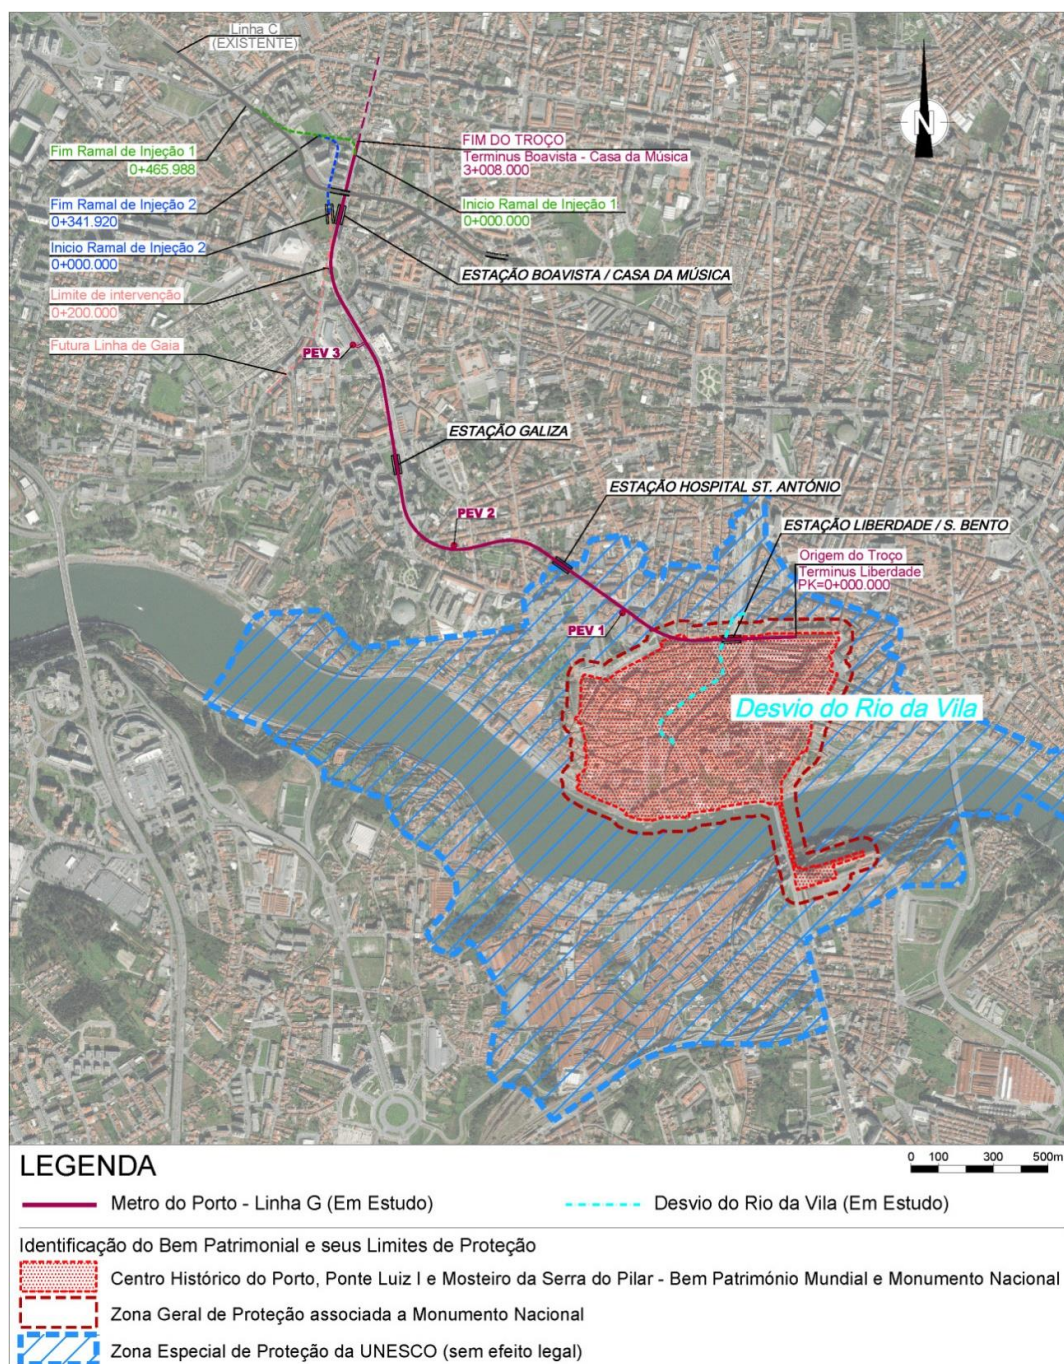 Linha C
(EXISTENTE)
N
Fim Ramal de Injeção 1
0+465.988
FIM DO TROÇO
Terminus Boavista - Casa da Música
3+008.000
Fim Ramal de Injeção 2
0+341.920
Inicio Ramal de Injeção 1
0+000.000
Inicio Ramal de Injeção 2
0+000.000
ESTAÇÃO BOAVISTA / CASA DA MÚSICA
Limite de intervenção
0+200.000
Futura Linha de Gaia
PEV 3
ESTAÇÃO GALIZA
ESTAÇÃO HOSPITAL ST. ANTÓNIO
PEV 2
ESTAÇÃO LIBERDADE / S. BENTO
Origem do Troço
Terminus Liberdade
PK=0+000.000
PEV 1
Desvio do Rio da Vila
LEGENDA
0 100 300 500m
Metro do Porto - Linha G (Em Estudo)
Desvio do Rio da Vila (Em Estudo)
Identificação do Bem Patrimonial e seus Limites de Proteção
Centro Histórico do Porto, Ponte Luiz I e Mosteiro da Serra do Pilar - Bem Património Mundial e Monumento Nacional
Zona Geral de Proteção associada a Monumento Nacional
Zona Especial de Proteção da UNESCO (sem efeito legal)